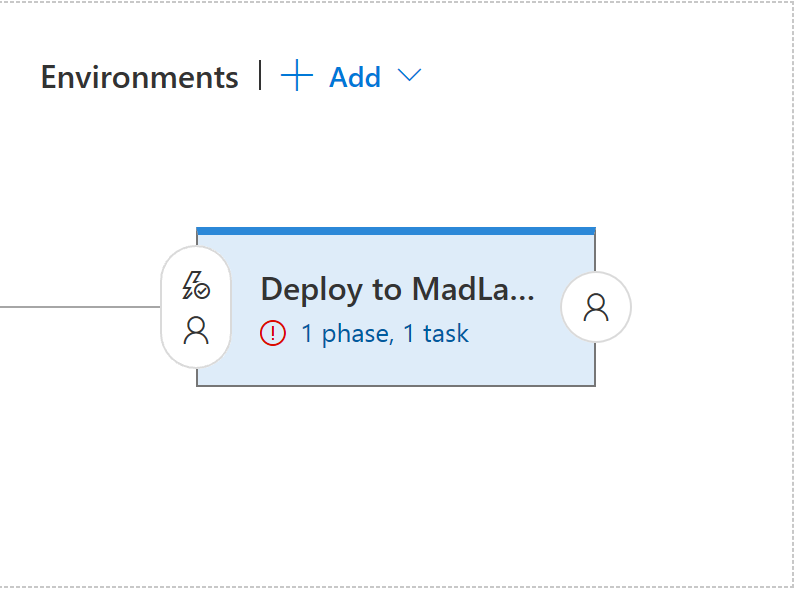 Environments | + Add
Deploy to MadLa...
1 phase, 1 task